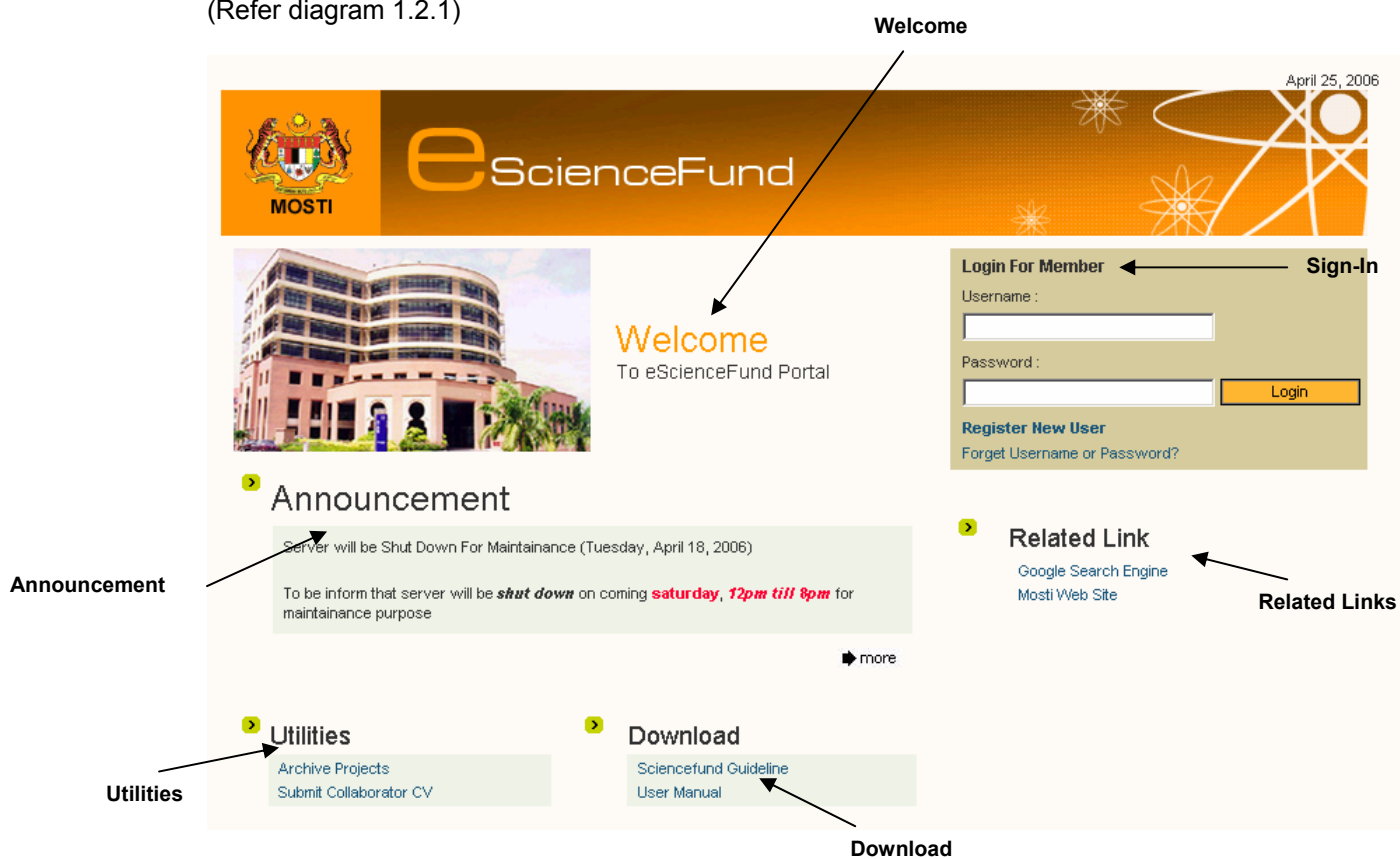 (Refer diagram 1.2.1)
Welcome
April 25, 2006
MOSTI
eScienceFund
Login For Member
Sign-In
Username :
Welcome
To eScienceFund Portal
Password :
Login
Register New User
Forget Username or Password?
Announcement
Server will be Shut Down For Maintainance (Tuesday, April 18, 2006)
Announcement
To be inform that server will be shut down on coming saturday, 12pm till 8pm for
maintainance purpose
more
Related Link
Google Search Engine
Mosti Web Site
Related Links
Utilities
Archive Projects
Submit Collaborator CV
Utilities
Download
Sciencefund Guideline
User Manual
Download